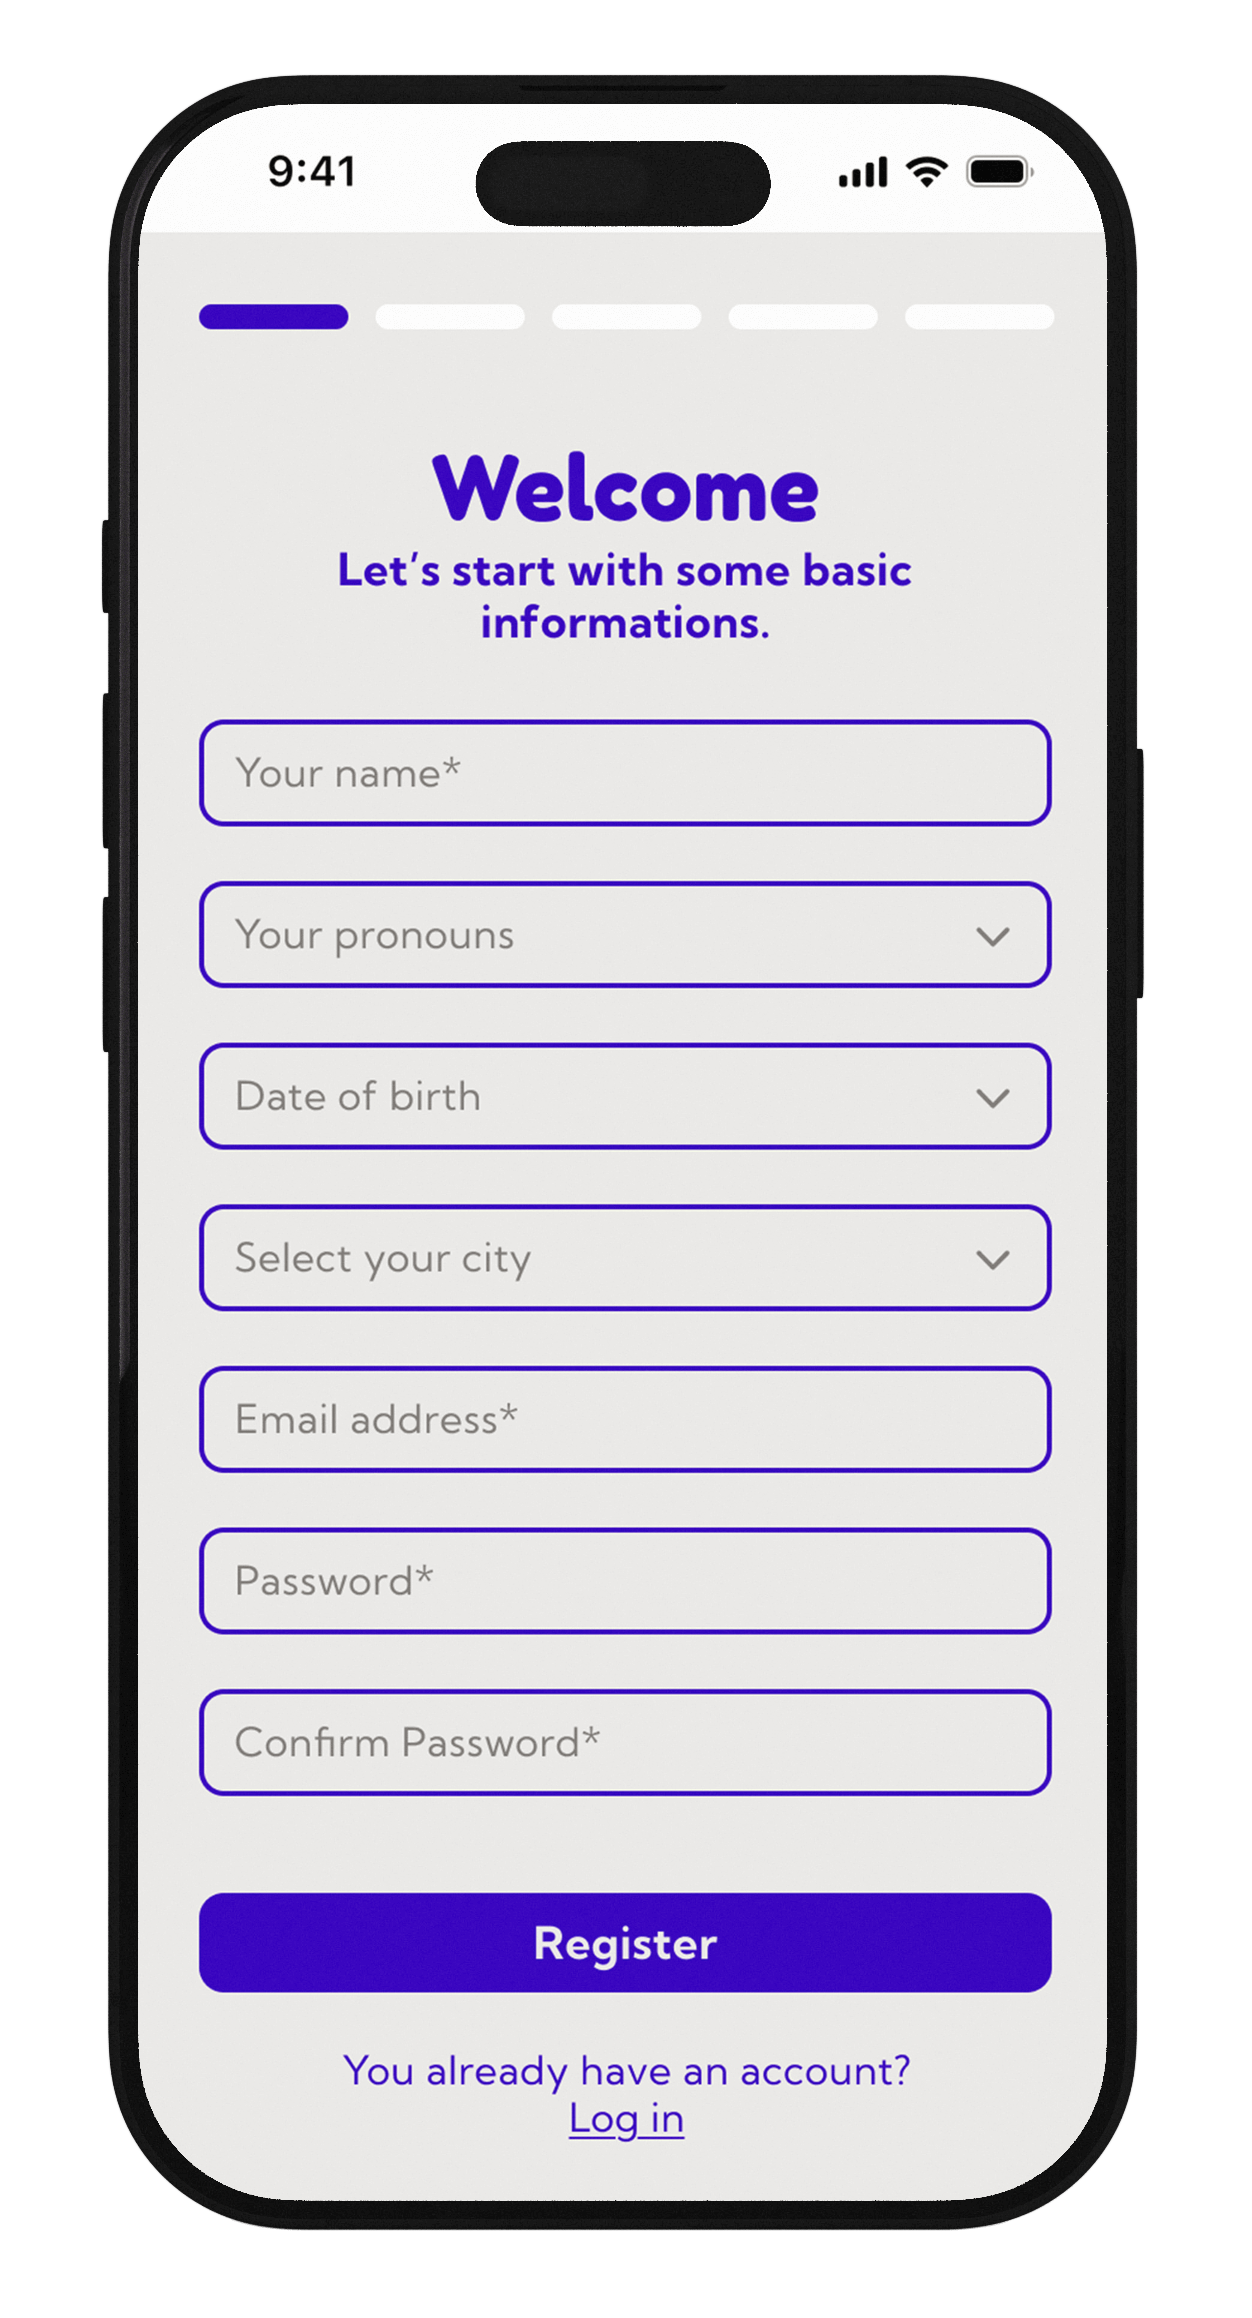 9:41
Welcome
Let’s start with some basic
informations.
Your name*
Your pronouns
Date of birth
Select your city
Email address*
Password*
Confirm Password*
Register
You already have an account?
Log in